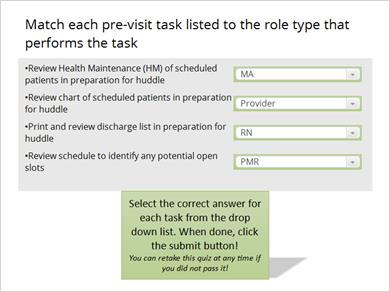 Match each pre-visit task listed to the role type that
performs the task
•Review Health Maintenance (HM) of scheduled
patients in preparation for huddle
MA
•Review chart of scheduled patients in preparation
for huddle
Provider
•Print and review discharge list in preparation for
huddle
RN
•Review schedule to identify any potential open
slots
PMR
Select the correct answer for
each task from the drop
down list. When done, click
the submit button!
You can retake this quiz at any time if
you did not pass it!